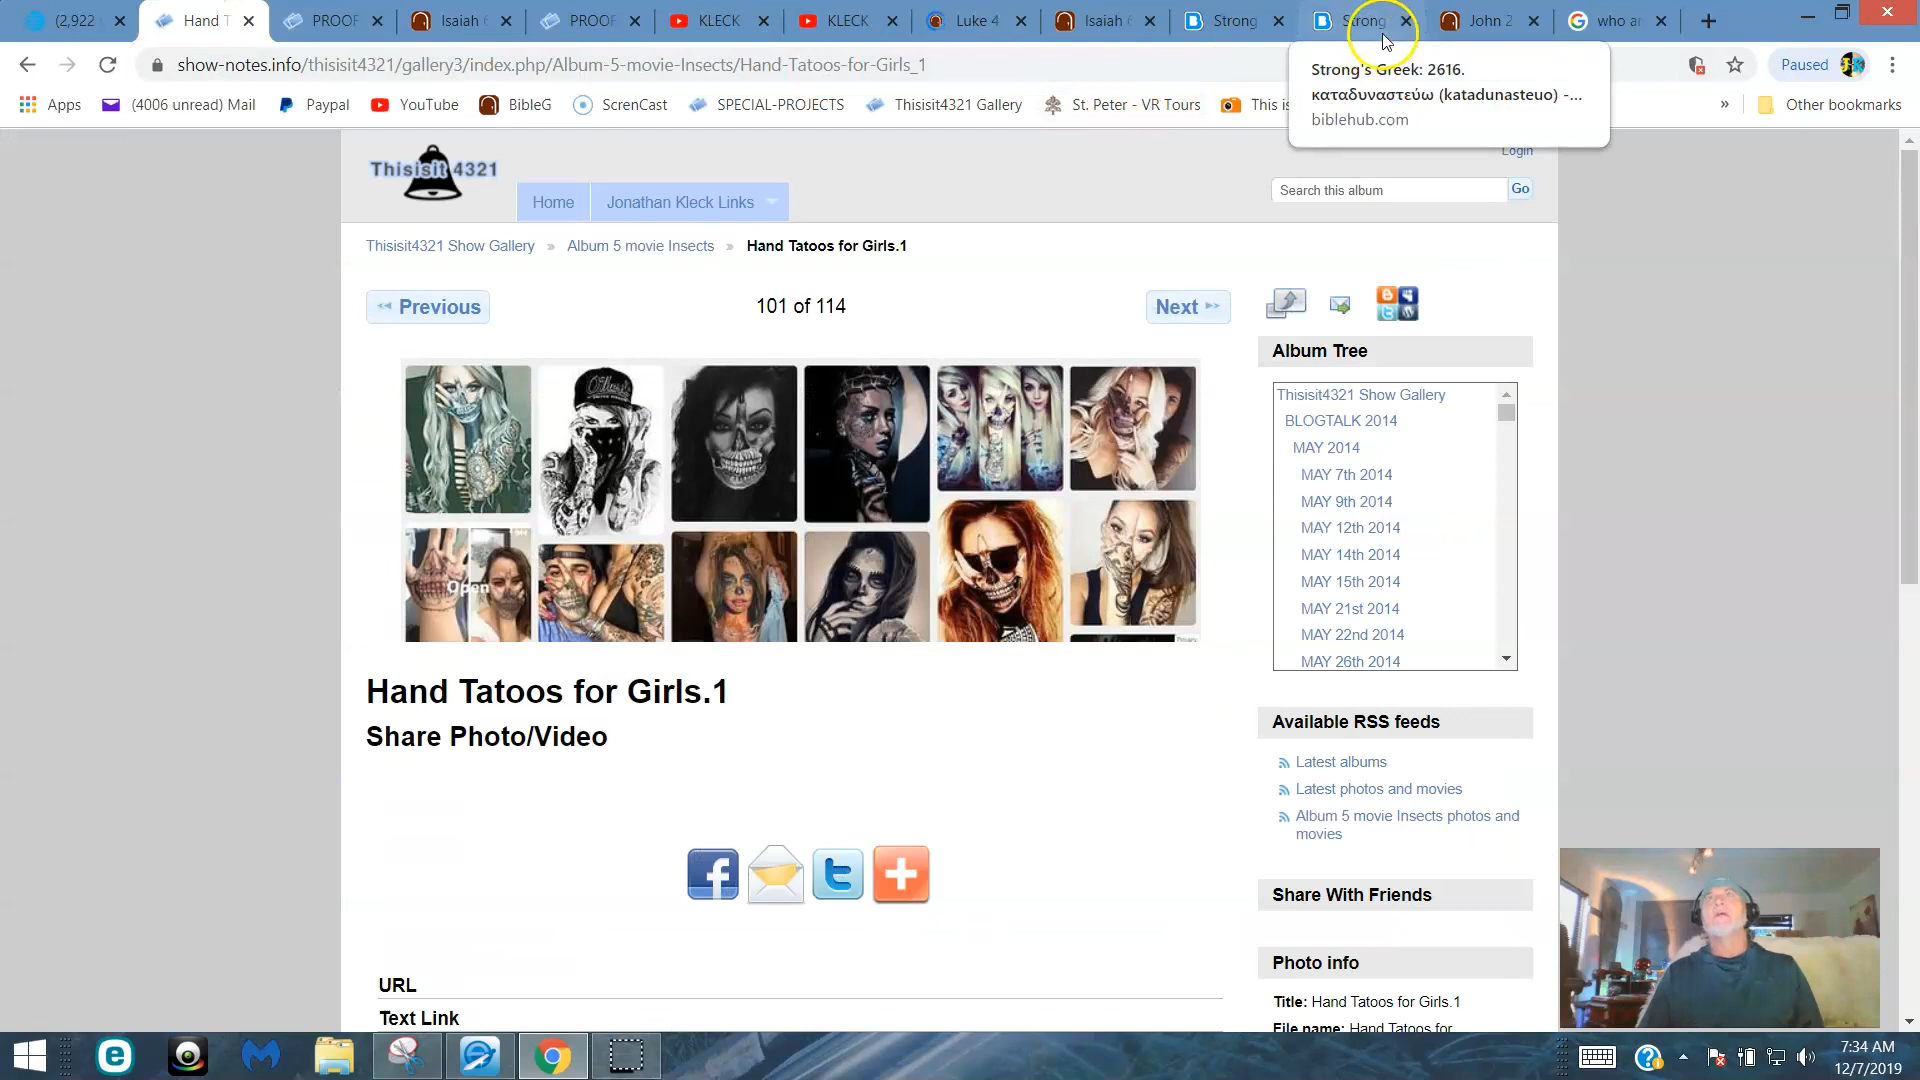 (2,922
Hand T
PROOF
Isaiah 6
PROOF
KLECK
KLECK
Luke 4
Isaiah 6
Strong
Strong
John 2
who ar
show-notes.info/thisisit4321/gallery3/index.php/Album-5-movie-Insects/Hand-Tatoos-for-Girls_1
Paused
Strong's Greek: 2616.
καταδυναστεύω (katadunasteuo) -...
biblehub.com
Apps
(4006 unread) Mail
Paypal
YouTube
BibleG
ScrenCast
SPECIAL-PROJECTS
Thisisit4321 Gallery
St. Peter - VR Tours
This is
»
Other bookmarks
Thisisit 4321
Home
Jonathan Kleck Links
Login
Search this album
Go
Thisisit4321 Show Gallery » Album 5 movie Insects » Hand Tatoos for Girls.1
Previous
101 of 114
Next
Open
Hand Tatoos for Girls.1
Share Photo/Video
URL
Text Link
Album Tree
Thisisit4321 Show Gallery
BLOGTALK 2014
MAY 2014
MAY 7th 2014
MAY 9th 2014
MAY 12th 2014
MAY 14th 2014
MAY 15th 2014
MAY 21st 2014
MAY 22nd 2014
MAY 26th 2014
Available RSS feeds
Latest albums
Latest photos and movies
Album 5 movie Insects photos and
movies
Share With Friends
Photo info
Title: Hand Tatoos for Girls.1
File name: Hand Tatoos for
7:34 AM
12/7/2019